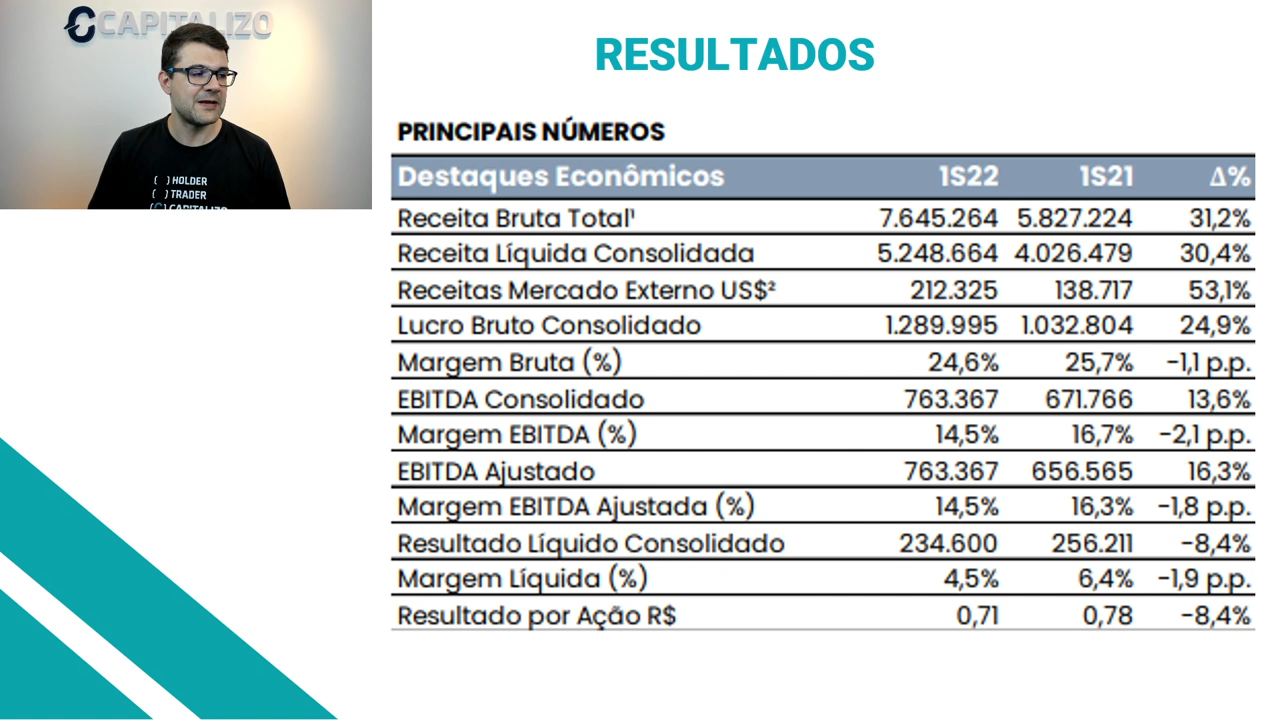 CAPITALIZO
( ) HOLDER
( ) TRADER
(C) CAPITALIZO
RESULTADOS
PRINCIPAIS NÚMEROS
Destaques Econômicos 1S22 1S21 Δ%
Receita Bruta Total¹ 7.645.264 5.827.224 31,2%
Receita Líquida Consolidada 5.248.664 4.026.479 30,4%
Receitas Mercado Externo US$² 212.325 138.717 53,1%
Lucro Bruto Consolidado 1.289.995 1.032.804 24,9%
Margem Bruta (%) 24,6% 25,7% -1,1 p.p.
EBITDA Consolidado 763.367 671.766 13,6%
Margem EBITDA (%) 14,5% 16,7% -2,1 p.p.
EBITDA Ajustado 763.367 656.565 16,3%
Margem EBITDA Ajustada (%) 14,5% 16,3% -1,8 p.p.
Resultado Líquido Consolidado 234.600 256.211 -8,4%
Margem Líquida (%) 4,5% 6,4% -1,9 p.p.
Resultado por Ação R$ 0,71 0,78 -8,4%